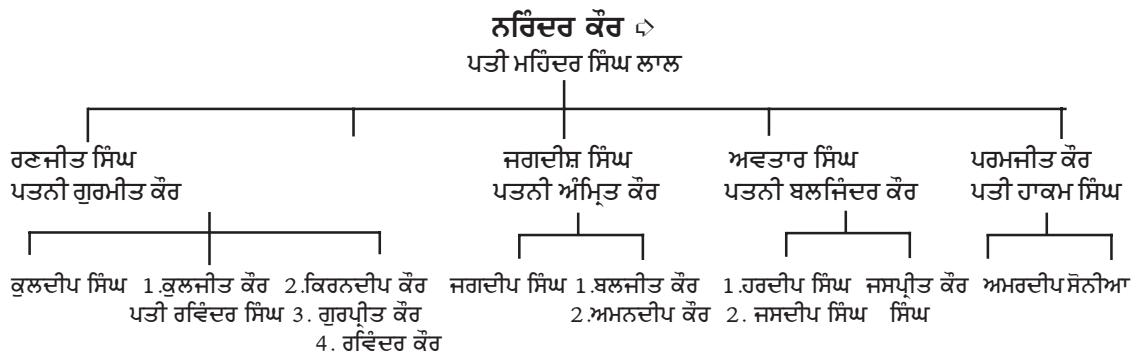 ਨਰਿੰਦਰ ਕੌਰ ➪
ਪਤੀ ਮਹਿੰਦਰ ਸਿੰਘ ਲਾਲ
ਰਣਜੀਤ ਸਿੰਘ ਜਗਦੀਸ਼ ਸਿੰਘ ਅਵਤਾਰ ਸਿੰਘ ਪਰਮਜੀਤ ਕੌਰ
ਪਤਨੀ ਗੁਰਮੀਤ ਕੌਰ ਪਤਨੀ ਅੰਮ੍ਰਿਤ ਕੌਰ ਪਤਨੀ ਬਲਜਿੰਦਰ ਕੌਰ ਪਤੀ ਹਾਕਮ ਸਿੰਘ
ਕੁਲਦੀਪ ਸਿੰਘ 1.ਕੁਲਜੀਤ ਕੌਰ 2.ਕਿਰਨਦੀਪ ਕੌਰ ਜਗਦੀਪ ਸਿੰਘ 1.ਬਲਜੀਤ ਕੌਰ 1.ਹਰਦੀਪ ਸਿੰਘ ਜਸਪ੍ਰੀਤ ਕੌਰ ਅਮਰਦੀਪ ਸੋਨੀਆ
ਪਤੀ ਰਵਿੰਦਰ ਸਿੰਘ 3. ਗੁਰਪ੍ਰੀਤ ਕੌਰ 2.ਅਮਨਦੀਪ ਕੌਰ 2. ਜਸਦੀਪ ਸਿੰਘ ਸਿੰਘ
4. ਰਵਿੰਦਰ ਕੌਰ